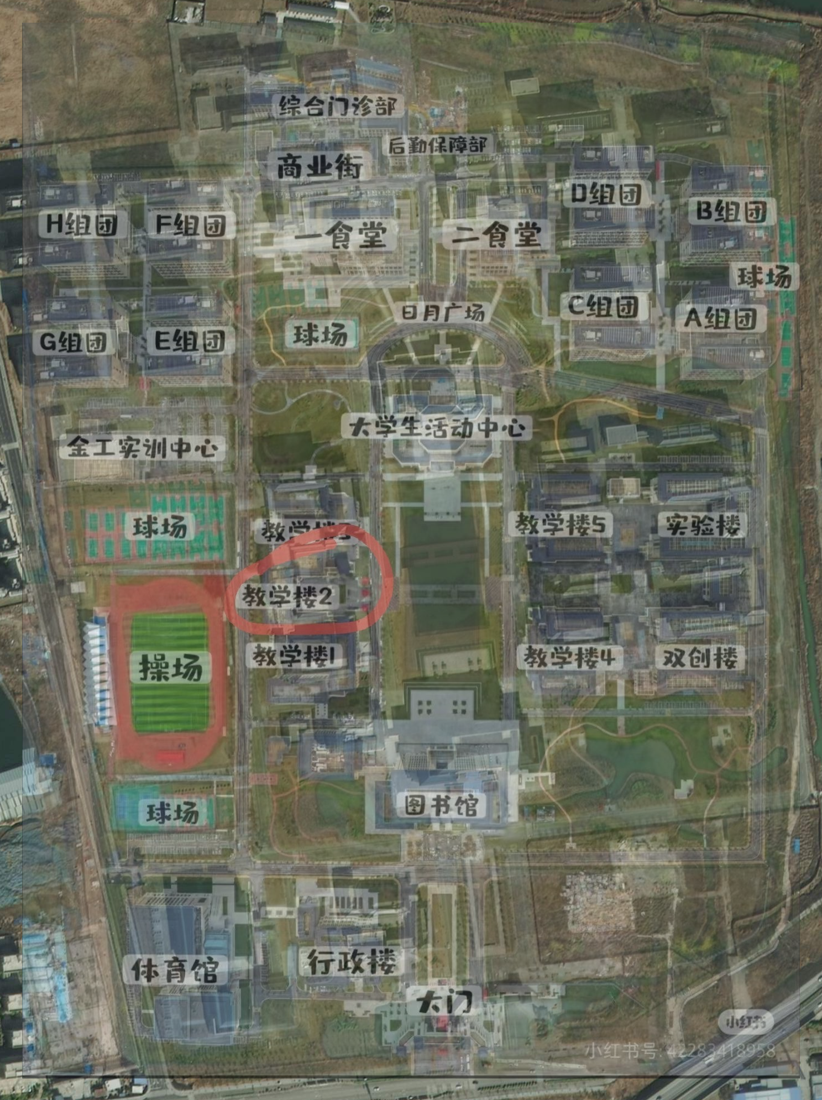 综合门诊部
后勤保障部
商业街
D组团
B组团
H组团
F组团
一食堂
二食堂
球场
C组团
A组团
日月广场
G组团
E组团
球场
大学生活动中心
金工实训中心
球场
教学楼3
教学楼5
实验楼
教学楼2
教学楼1
教学楼4
双创楼
操场
球场
图书馆
体育馆
行政楼
大门
小红书
小红书号: 42283418958